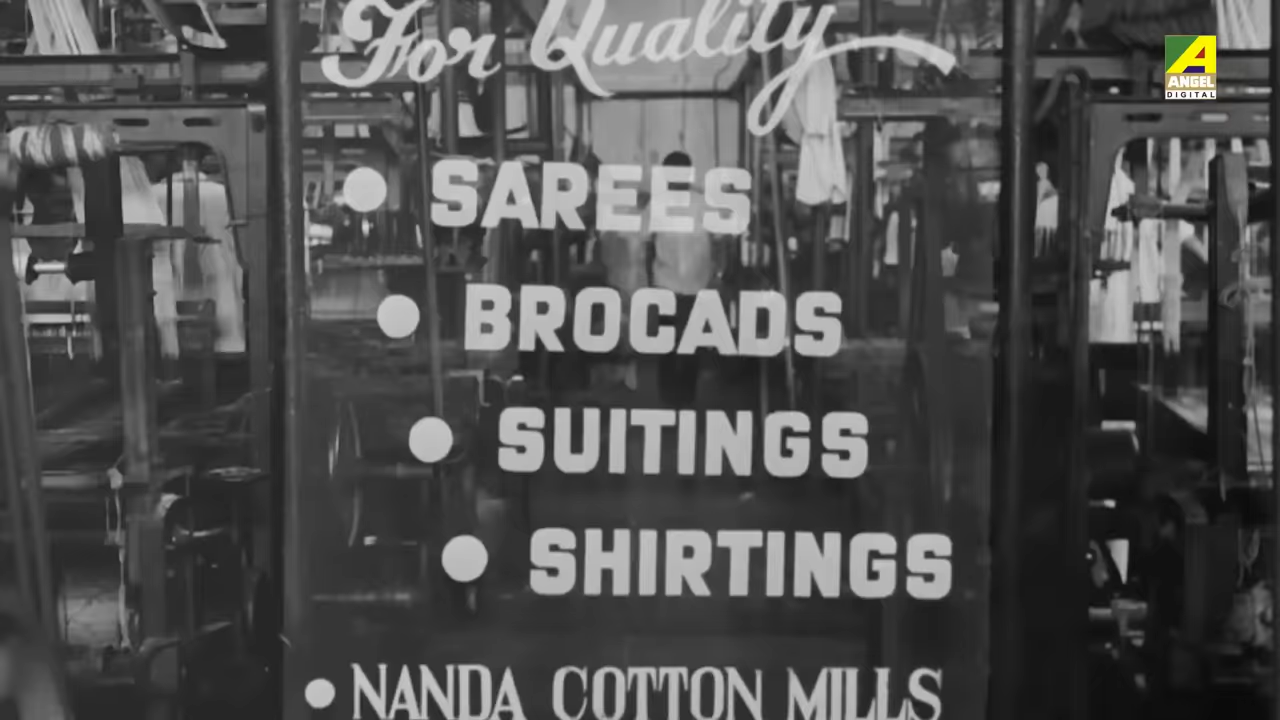 For Quality
A
ANGEL
DIGITAL
• SAREES
• BROCADS
• SUITINGS
• SHIRTINGS
• NANDA COTTON MILLS